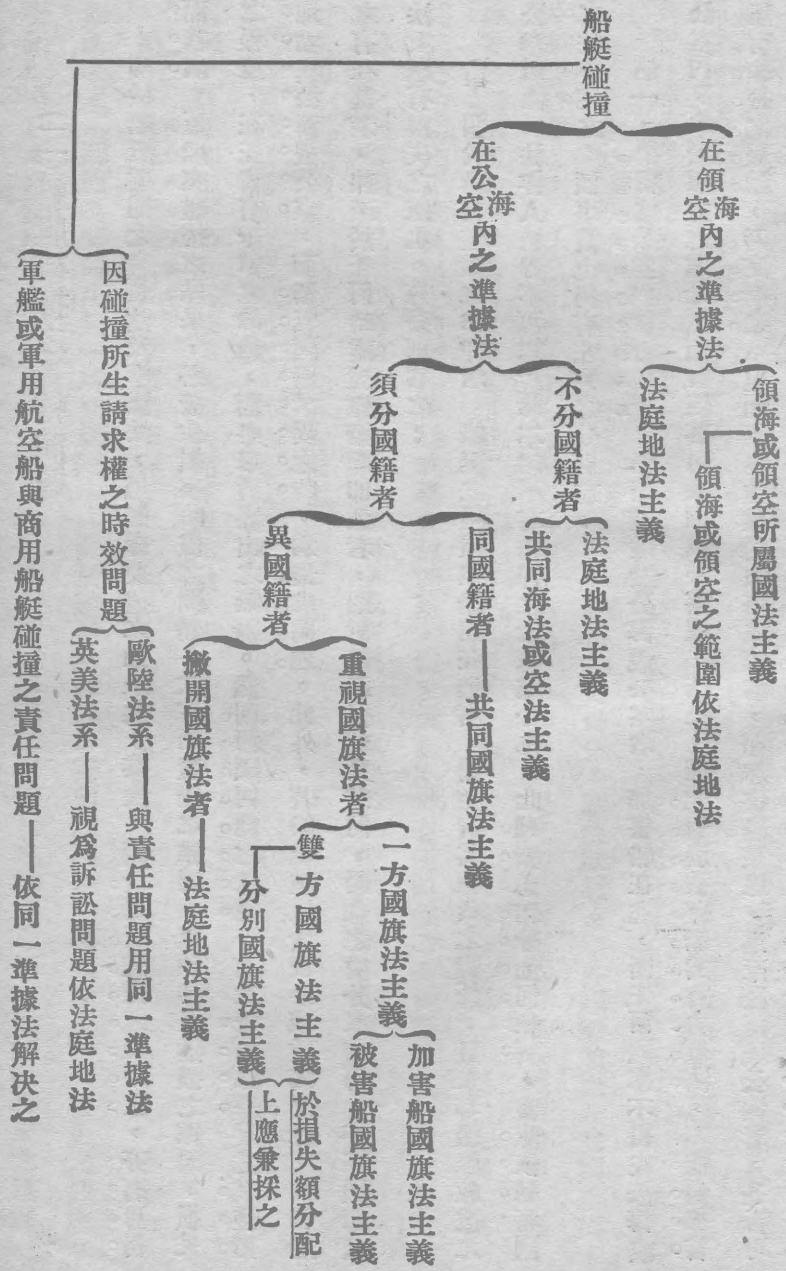 船艇碰撞
在領海空內之準據法
領海或領空所屬國法主義
領海或領空之範圍依法庭地法
法庭地法主義
在公海空內之準據法
不分國籍者
法庭地法主義
共同海法或空法主義
須分國籍者
同國籍者
共同國旗法主義
異國籍者
重視國旗法者
一方國旗法主義
加害船國旗法主義
被害船國旗法主義
雙方國旗法主義
分別國旗法主義
於損失額分配
上應兼採之
撇開國旗法者
法庭地法主義
因碰撞所生請求權之時效問題
歐陸法系
與責任問題用同一準據法
英美法系
視爲訴訟問題依法庭地法
軍艦或軍用航空船與商用船艇碰撞之責任問題
依同一準據法解决之